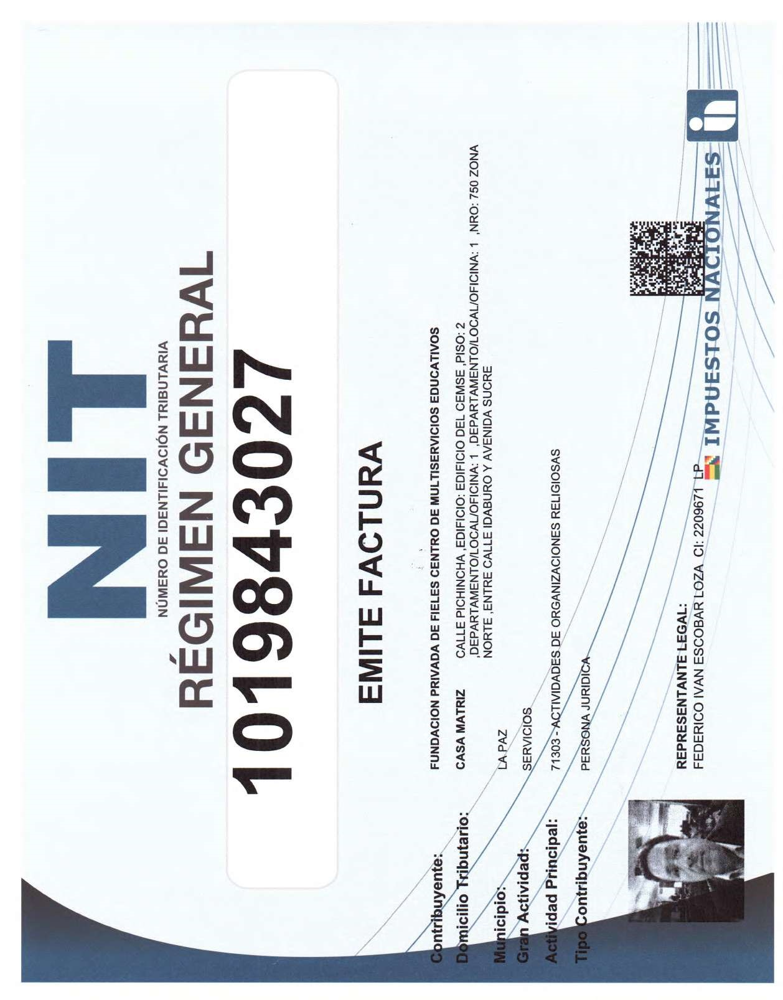 NIT
NÚMERO DE IDENTIFICACIÓN TRIBUTARIA
RÉGIMEN GENERAL
1019843027
EMITE FACTURA
Contribuyente: FUNDACION PRIVADA DE FIELES CENTRO DE MULTISERVICIOS EDUCATIVOS
Domicilio Tributario: CASA MATRIZ CALLE PICHINCHA ,EDIFICIO: EDIFICIO DEL CEMSE ,PISO: 2
,DEPARTAMENTO/LOCAL/OFICINA: 1 ,DEPARTAMENTO/LOCAL/OFICINA: 1 ,NRO: 750 ZONA
NORTE ,ENTRE CALLE IDABURO Y AVENIDA SUCRE
Municipio: LA PAZ
Gran Actividad: SERVICIOS
Actividad Principal: 71303 - ACTIVIDADES DE ORGANIZACIONES RELIGIOSAS
Tipo Contribuyente: PERSONA JURIDICA
REPRESENTANTE LEGAL:
FEDERICO IVAN ESCOBAR LOZA CI: 2209671 LP
IMPUESTOS NACIONALES